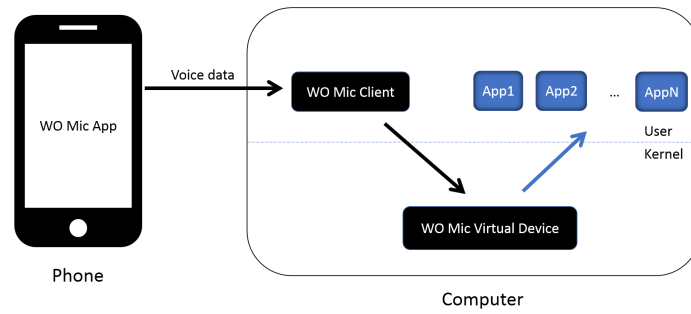 Voice data
WO Mic App
WO Mic Client
App1
App2
...
AppN
User
Kernel
WO Mic Virtual Device
Phone
Computer